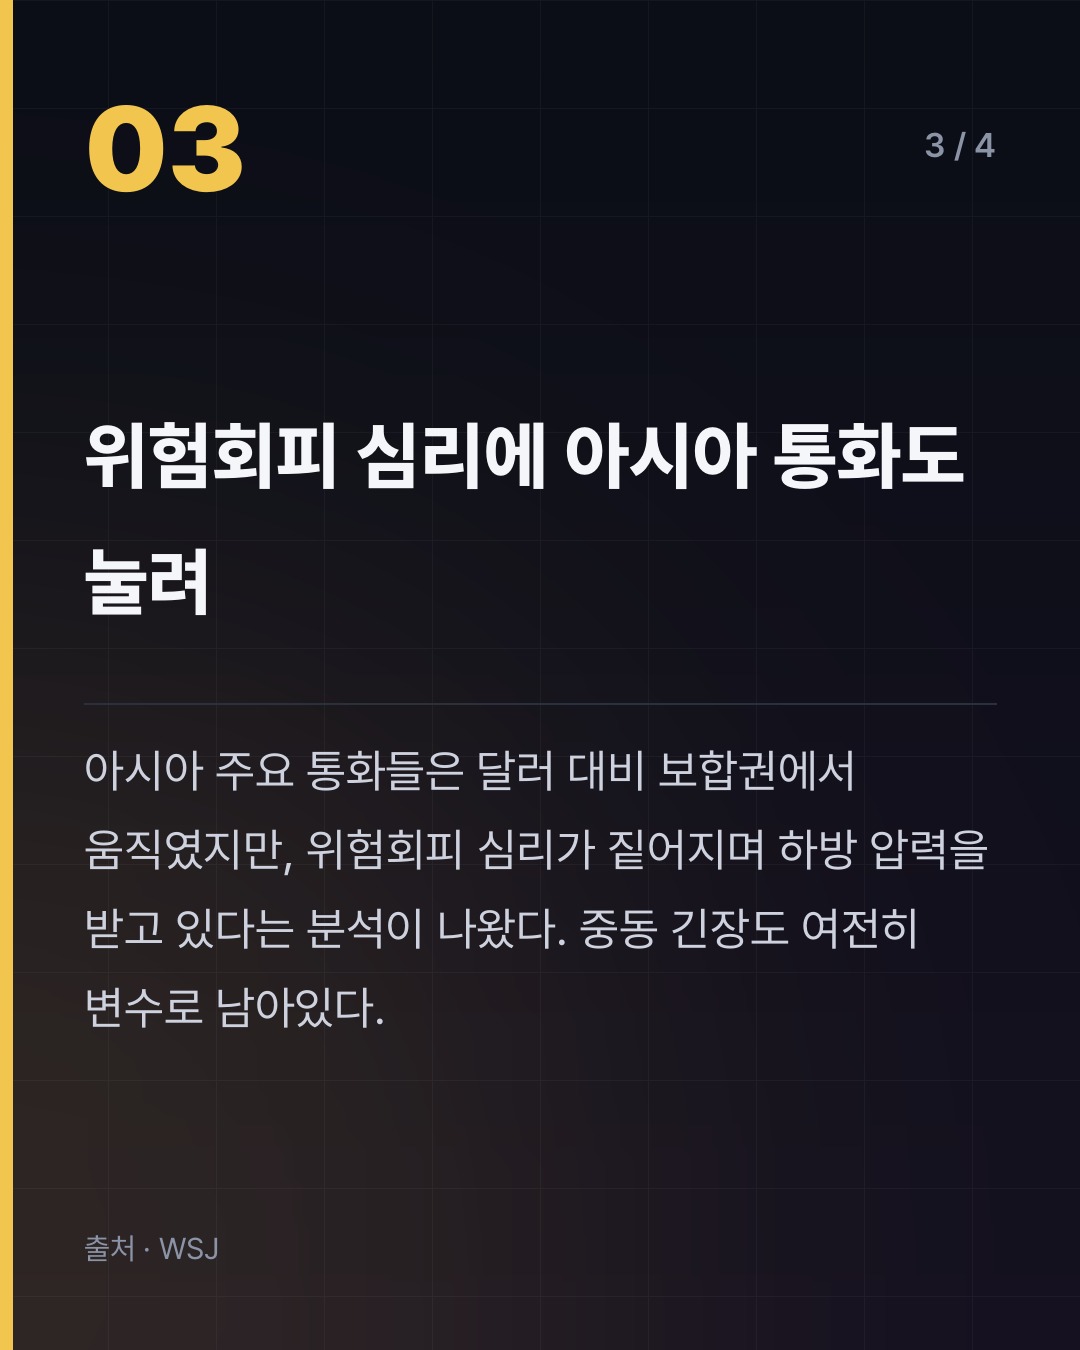 03
3 / 4
위험회피 심리에 아시아 통화도
눌려
아시아 주요 통화들은 달러 대비 보합권에서
움직였지만, 위험회피 심리가 짙어지며 하방 압력을
받고 있다는 분석이 나왔다. 중동 긴장도 여전히
변수로 남아있다.
출처 · WSJ